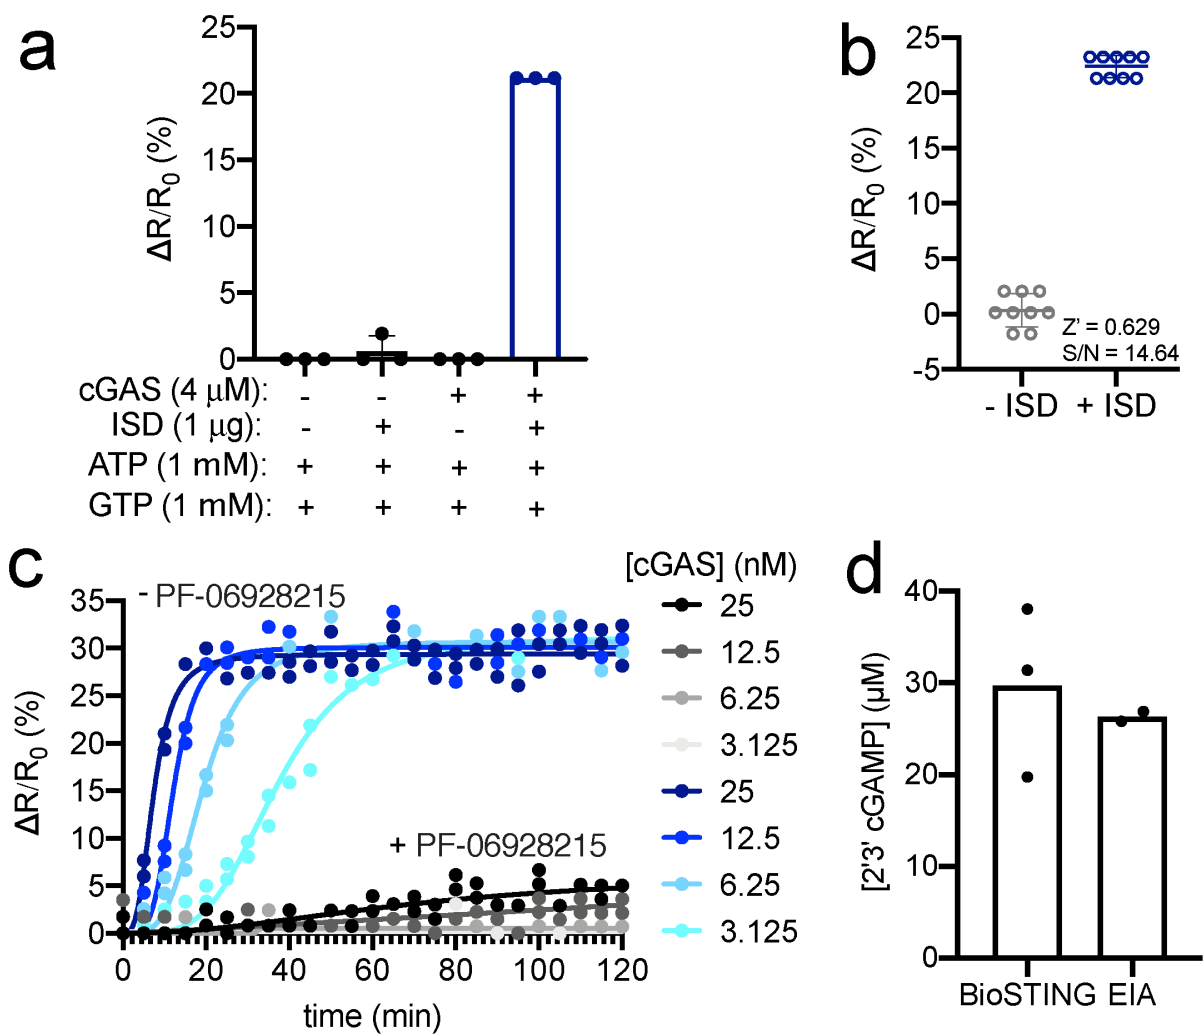 a
ΔR/R0 (%)
25
20
15
10
5
0
cGAS (4 μM): - - + +
ISD (1 μg): - + - +
ATP (1 mM): + + + +
GTP (1 mM): + + + +
b
ΔR/R0 (%)
25
20
15
10
5
0
-5
Z' = 0.629
S/N = 14.64
- ISD + ISD
c
ΔR/R0 (%)
35
30
25
20
15
10
5
0
- PF-06928215
+ PF-06928215
0 20 40 60 80 100 120
time (min)
[cGAS] (nM)
25
12.5
6.25
3.125
25
12.5
6.25
3.125
d
[2'3' cGAMP] (μM)
40
30
20
10
0
BioSTING EIA